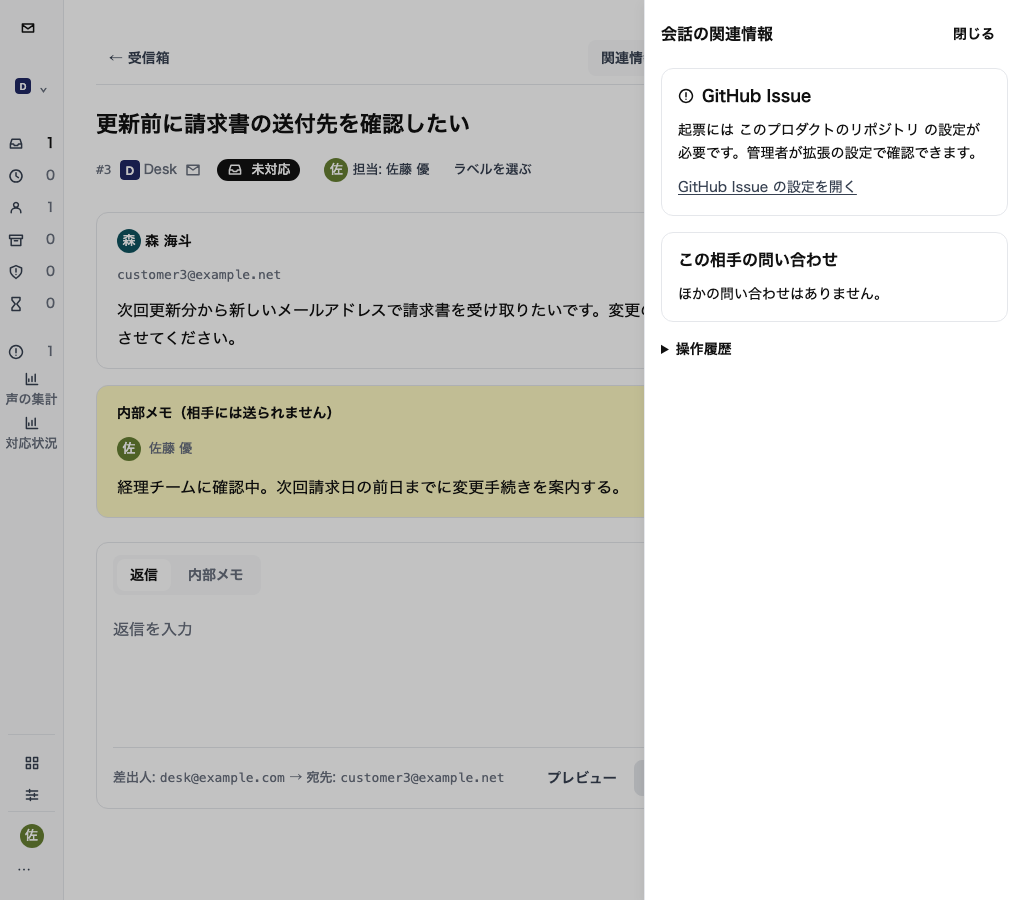 D
1
0
1
0
0
0
1
声の集計
対応状況
佐
...
← 受信箱
関連情
更新前に請求書の送付先を確認したい
#3 D Desk 未対応 佐 担当: 佐藤 優 ラベルを選ぶ
森 森 海斗
customer3@example.net
次回更新分から新しいメールアドレスで請求書を受け取りたいです。変更の
させてください。
内部メモ（相手には送られません）
佐 佐藤 優
経理チームに確認中。次回請求日の前日までに変更手続きを案内する。
返信 内部メモ
返信を入力
差出人: desk@example.com → 宛先: customer3@example.net プレビュー
会話の関連情報 閉じる
GitHub Issue
起票には このプロダクトのリポジトリ の設定が
必要です。管理者が拡張の設定で確認できます。
GitHub Issue の設定を開く
この相手の問い合わせ
ほかの問い合わせはありません。
▶ 操作履歴